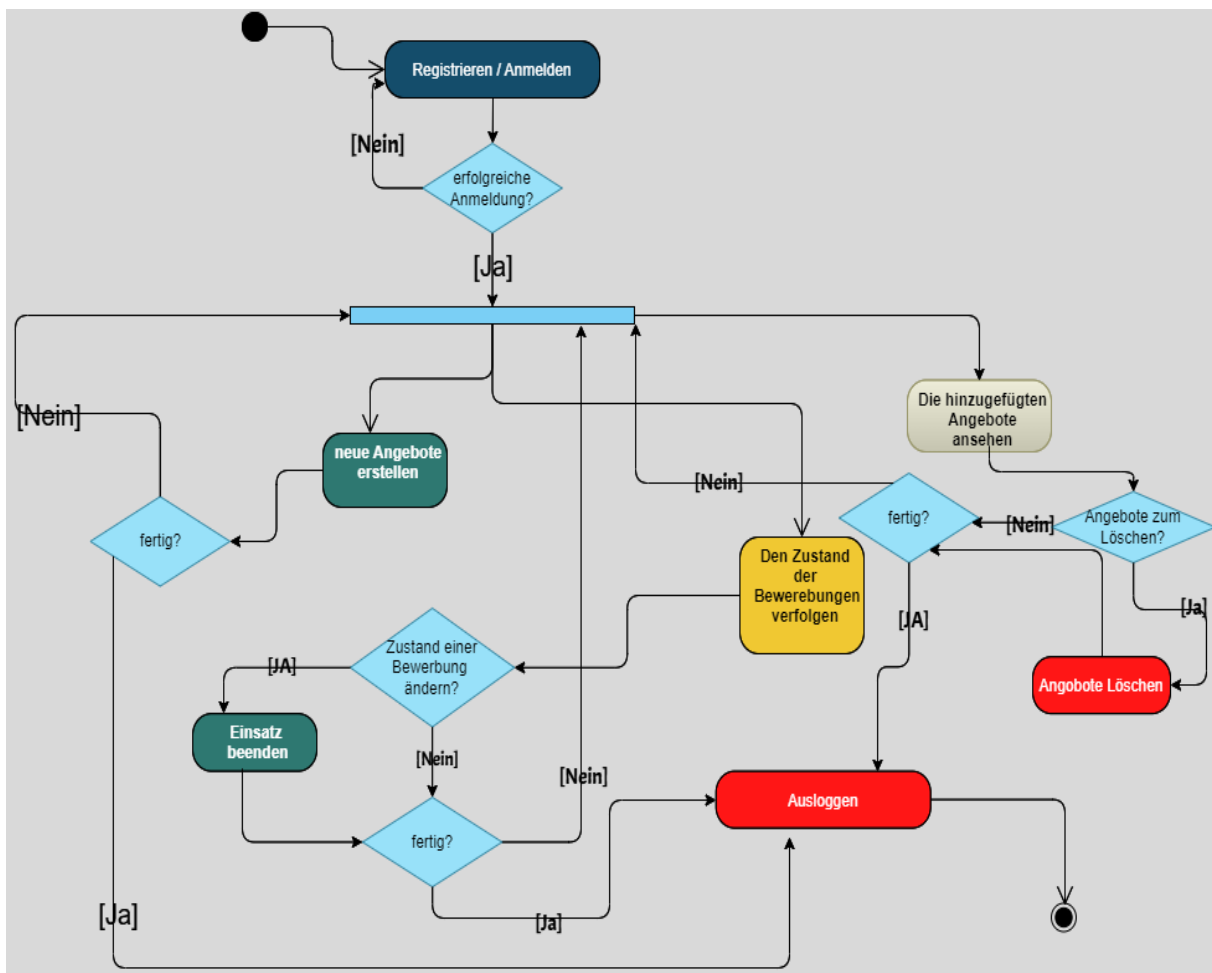 Registrieren / Anmelden
[Nein]
erfolgreiche
Anmeldung?
[Ja]
[Nein]
Die hinzugefügten
Angebote
ansehen
neue Angebote
erstellen
[Nein]
fertig?
[Nein]
Angebote zum
Löschen?
fertig?
Den Zustand
der
Bewerebungen
verfolgen
[JA]
[Ja]
Zustand einer
Bewerbung
ändern?
[JA]
Angobote Löschen
Einsatz
beenden
[Nein]
[Nein]
Ausloggen
fertig?
[Ja]
[Ja]